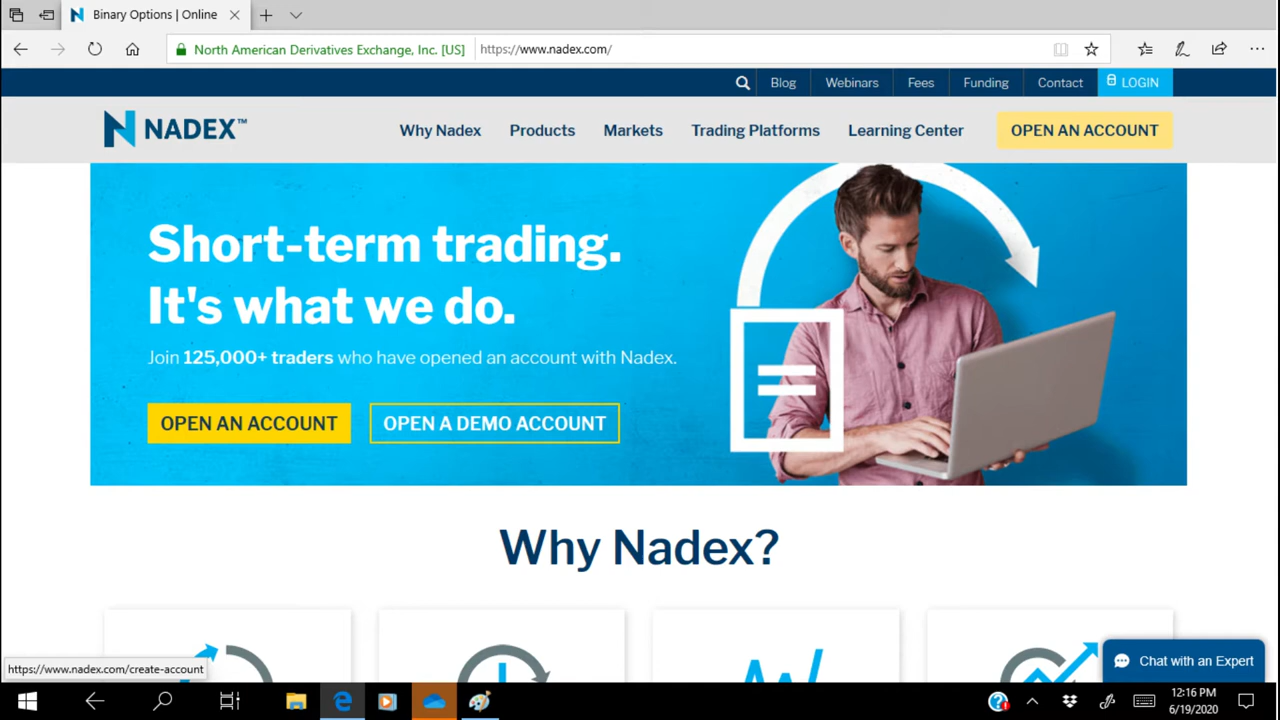 Binary Options | Online
North American Derivatives Exchange, Inc. [US] https://www.nadex.com/
Blog Webinars Fees Funding Contact LOGIN
NADEX™ Why Nadex Products Markets Trading Platforms Learning Center OPEN AN ACCOUNT
Short-term trading.
It's what we do.
Join 125,000+ traders who have opened an account with Nadex.
OPEN AN ACCOUNT OPEN A DEMO ACCOUNT
Why Nadex?
Chat with an Expert
https://www.nadex.com/create-account
12:16 PM
6/19/2020